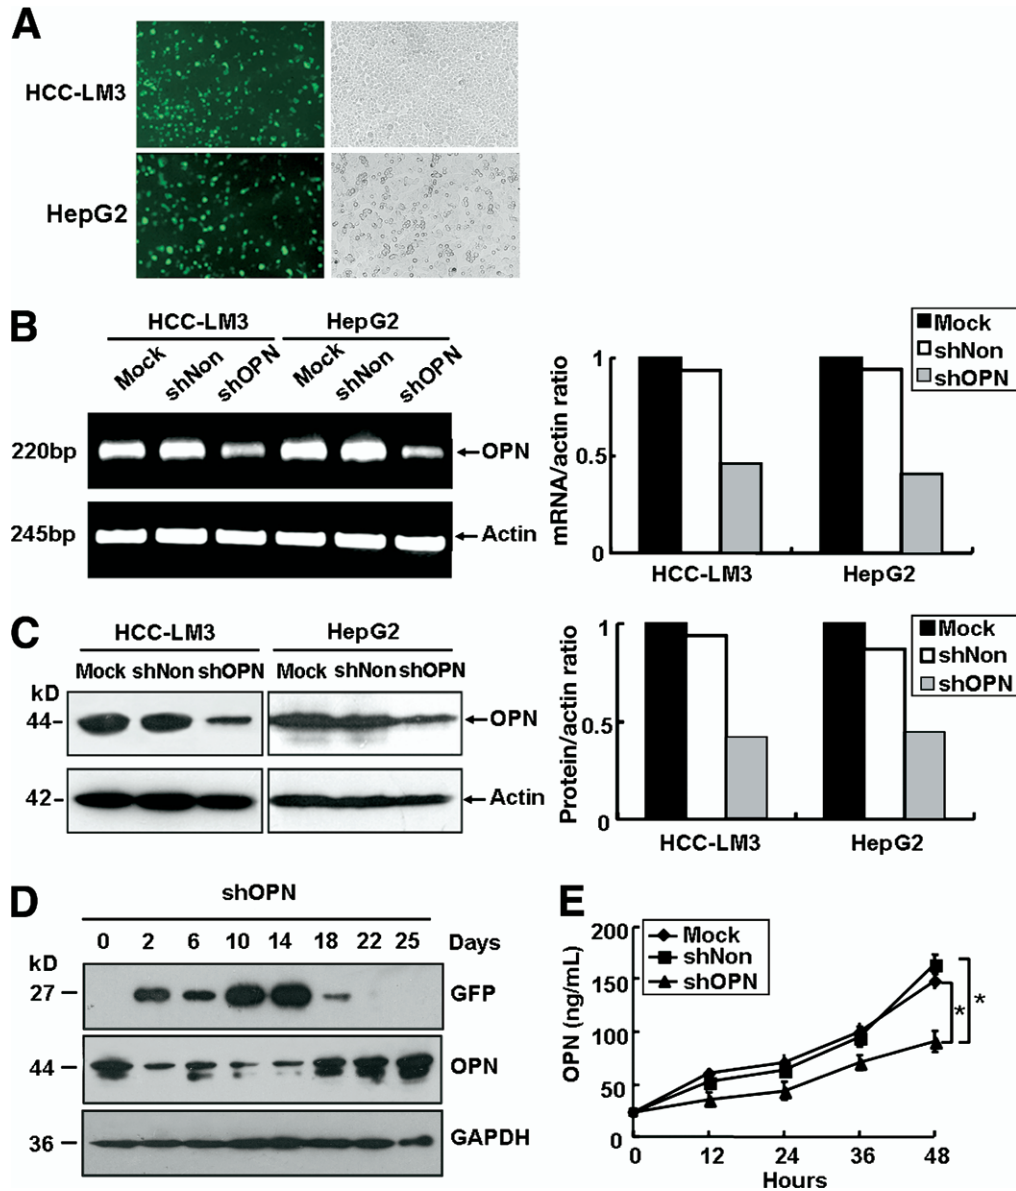 A
HCC-LM3
HepG2
B
HCC-LM3 HepG2
Mock shNon shOPN Mock shNon shOPN
220bp OPN
245bp Actin
mRNA/actin ratio
1
0.5
0
HCC-LM3 HepG2
Mock
shNon
shOPN
C
HCC-LM3 HepG2
Mock shNon shOPN Mock shNon shOPN
kD
44 OPN
42 Actin
Protein/actin ratio
1
0.5
0
HCC-LM3 HepG2
Mock
shNon
shOPN
D
shOPN
0 2 6 10 14 18 22 25 Days
kD
27 GFP
44 OPN
36 GAPDH
E
OPN (ng/mL)
200
150
100
50
0
Mock
shNon
shOPN
* *
0 12 24 36 48
Hours